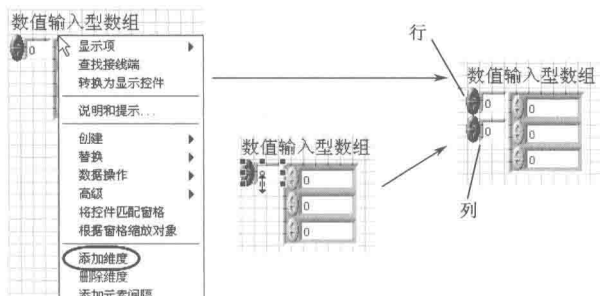 数值输入型数组
0
显示项
查找接线端
转换为显示控件
说明和提示...
创建
替换
数据操作
高级
将控件匹配窗格
根据窗格缩放对象
添加维度
删除维度
添加元素间隔
数值输入型数组
0
0
0
行
数值输入型数组
0
0
0
0
0
列